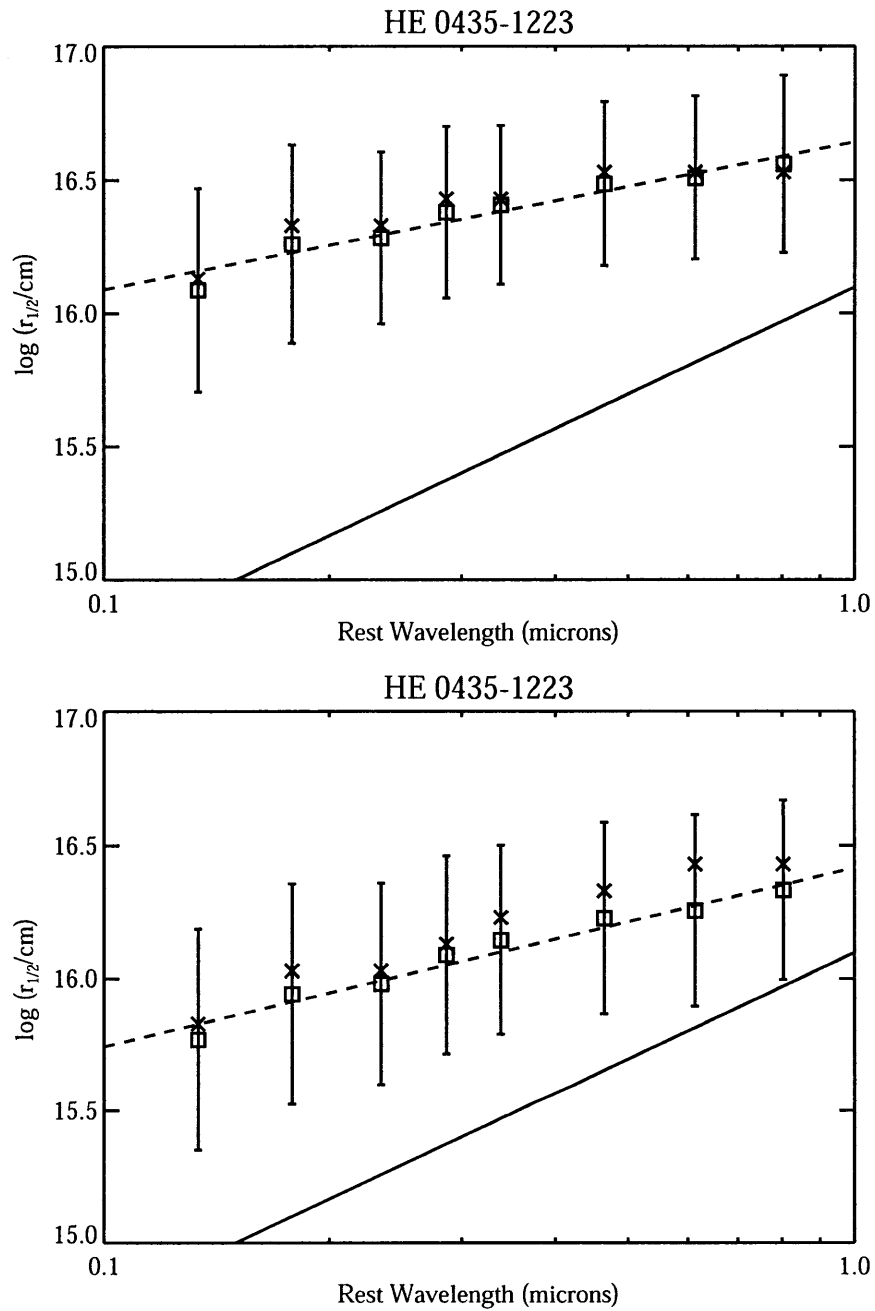 HE 0435-1223
17.0
16.5
16.0
15.5
15.0
log (r1/2/cm)
0.1
1.0
Rest Wavelength (microns)
HE 0435-1223
17.0
16.5
16.0
15.5
15.0
log (r1/2/cm)
0.1
1.0
Rest Wavelength (microns)